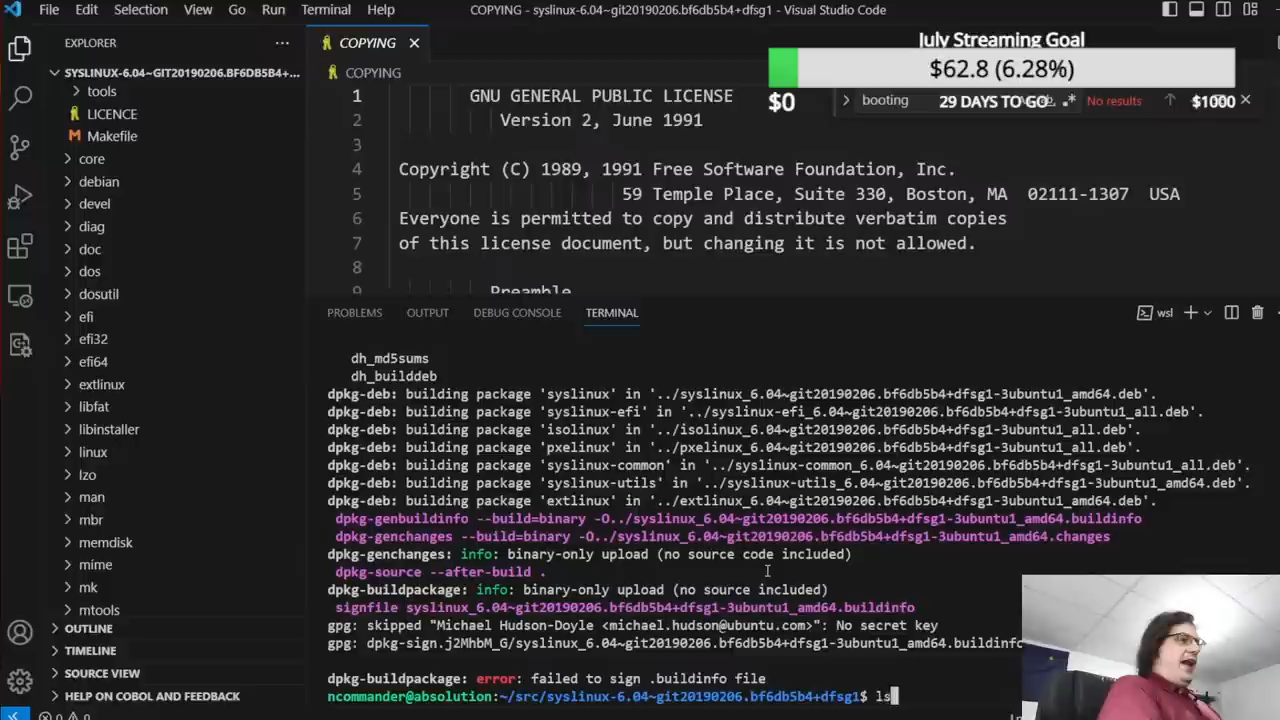 File Edit Selection View Go Run Terminal Help
COPYING - syslinux-6.04~git20190206.bf6db5b4+dfsg1 - Visual Studio Code
EXPLORER
SYSLINUX-6.04~GIT20190206.BF6DB5B4+...
tools
LICENCE
Makefile
core
debian
devel
diag
doc
dos
dosutil
efi
efi32
efi64
extlinux
libfat
libinstaller
linux
lzo
man
mbr
memdisk
mime
mk
mtools
OUTLINE
TIMELINE
SOURCE VIEW
HELP ON COBOL AND FEEDBACK
0 0
COPYING
COPYING
July Streaming Goal
$62.8 (6.28%)
$0
booting
29 DAYS TO GO
No results
$1000
1 GNU GENERAL PUBLIC LICENSE
2 Version 2, June 1991
3
4 Copyright (C) 1989, 1991 Free Software Foundation, Inc.
5 59 Temple Place, Suite 330, Boston, MA 02111-1307 USA
6 Everyone is permitted to copy and distribute verbatim copies
7 of this license document, but changing it is not allowed.
8
9 Preamble
PROBLEMS OUTPUT DEBUG CONSOLE TERMINAL
wsl
dh_md5sums
dh_builddeb
dpkg-deb: building package 'syslinux' in '../syslinux_6.04~git20190206.bf6db5b4+dfsg1-3ubuntu1_amd64.deb'.
dpkg-deb: building package 'syslinux-efi' in '../syslinux-efi_6.04~git20190206.bf6db5b4+dfsg1-3ubuntu1_all.deb'.
dpkg-deb: building package 'isolinux' in '../isolinux_6.04~git20190206.bf6db5b4+dfsg1-3ubuntu1_all.deb'.
dpkg-deb: building package 'pxelinux' in '../pxelinux_6.04~git20190206.bf6db5b4+dfsg1-3ubuntu1_all.deb'.
dpkg-deb: building package 'syslinux-common' in '../syslinux-common_6.04~git20190206.bf6db5b4+dfsg1-3ubuntu1_all.deb'.
dpkg-deb: building package 'syslinux-utils' in '../syslinux-utils_6.04~git20190206.bf6db5b4+dfsg1-3ubuntu1_amd64.deb'.
dpkg-deb: building package 'extlinux' in '../extlinux_6.04~git20190206.bf6db5b4+dfsg1-3ubuntu1_amd64.deb'.
dpkg-genbuildinfo --build=binary -O../syslinux_6.04~git20190206.bf6db5b4+dfsg1-3ubuntu1_amd64.buildinfo
dpkg-genchanges --build=binary -O../syslinux_6.04~git20190206.bf6db5b4+dfsg1-3ubuntu1_amd64.changes
dpkg-genchanges: info: binary-only upload (no source code included)
dpkg-source --after-build .
dpkg-buildpackage: info: binary-only upload (no source included)
signfile syslinux_6.04~git20190206.bf6db5b4+dfsg1-3ubuntu1_amd64.buildinfo
gpg: skipped "Michael Hudson-Doyle <michael.hudson@ubuntu.com>": No secret key
gpg: dpkg-sign.j2MhbM_G/syslinux_6.04~git20190206.bf6db5b4+dfsg1-3ubuntu1_amd64.buildinfo
dpkg-buildpackage: error: failed to sign .buildinfo file
ncommander@absolution:~/src/syslinux-6.04~git20190206.bf6db5b4+dfsg1$ ls